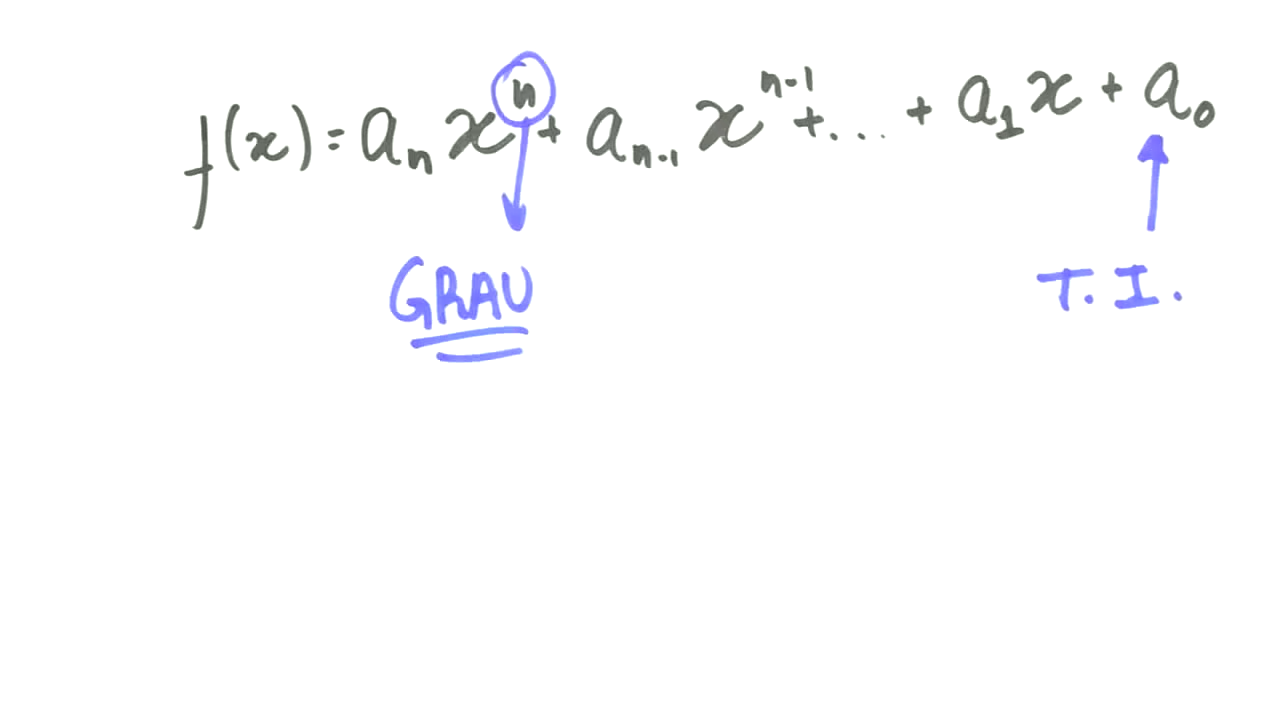 f(x) = aₙxⁿ + aₙ₋₁xⁿ⁻¹ + ... + a₁x + a₀
GRAU T.I.